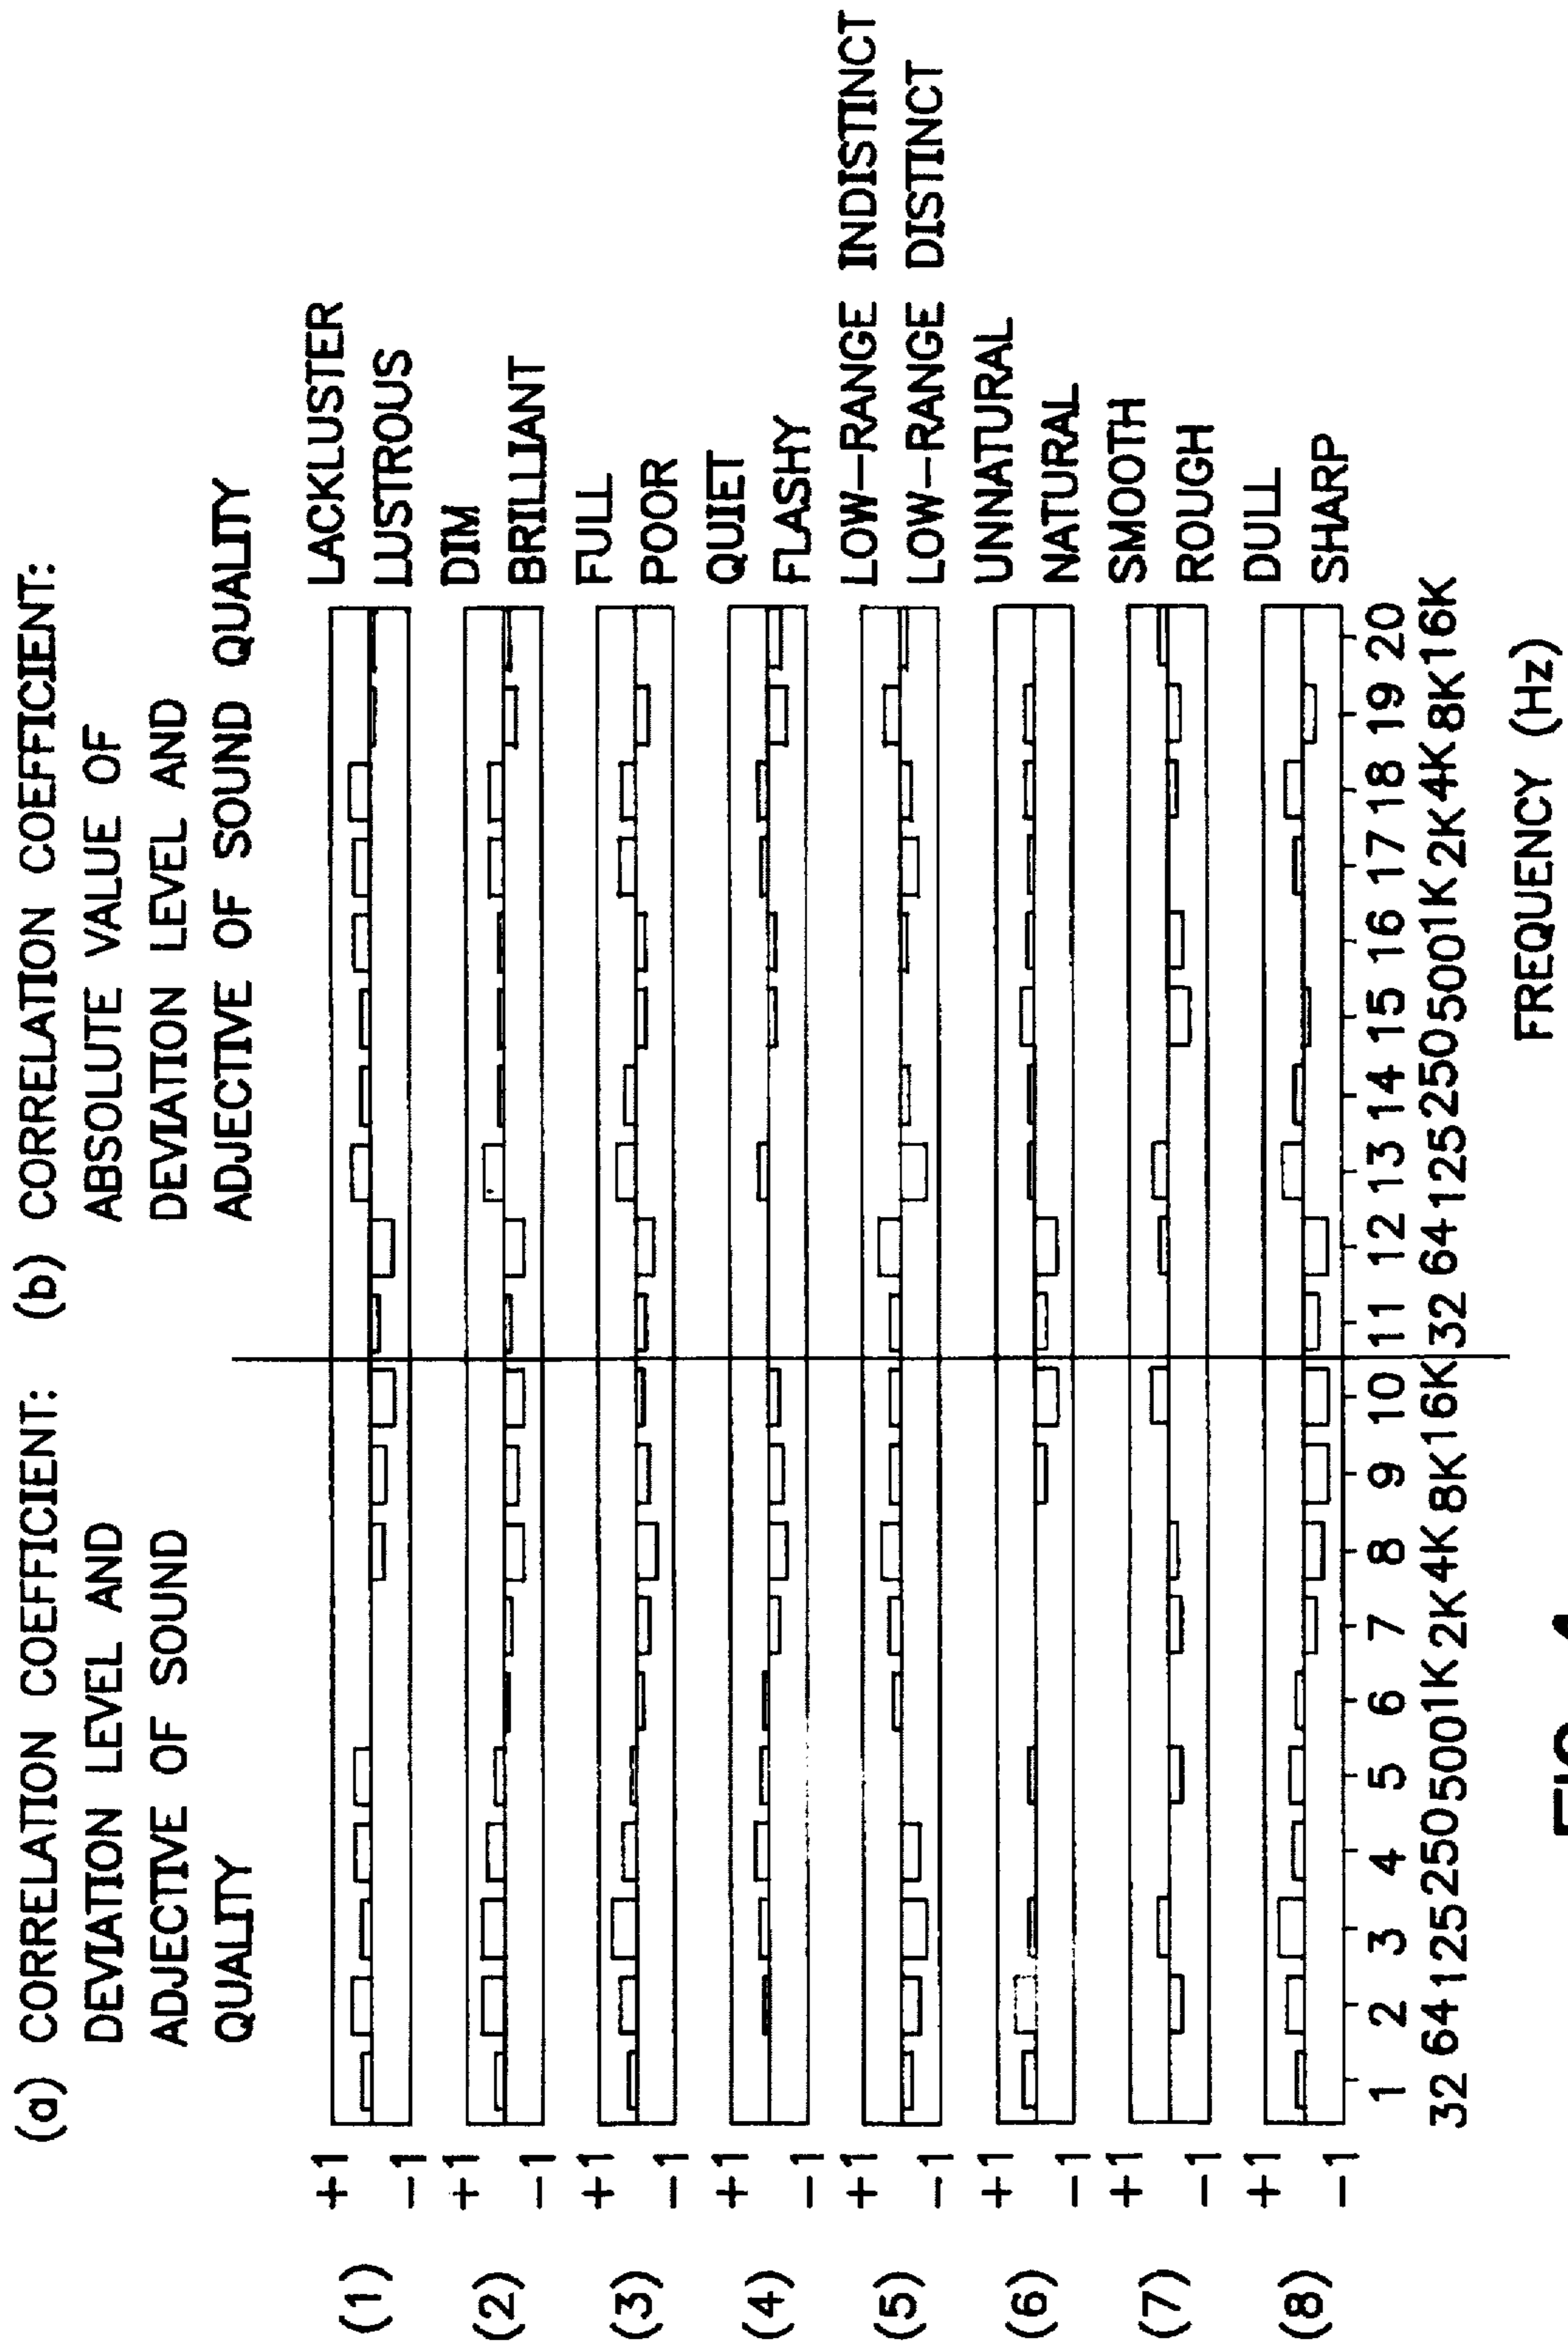 (a) CORRELATION COEFFICIENT:
DEVIATION LEVEL AND
ADJECTIVE OF SOUND
QUALITY
(b) CORRELATION COEFFICIENT:
ABSOLUTE VALUE OF
DEVIATION LEVEL AND
ADJECTIVE OF SOUND QUALITY
(1) +1 LACKLUSTER
-1 LUSTROUS
(2) +1 DIM
-1 BRILLIANT
(3) +1 FULL
-1 POOR
(4) +1 QUIET
-1 FLASHY
(5) +1 LOW-RANGE INDISTINCT
-1 LOW-RANGE DISTINCT
(6) +1 UNNATURAL
-1 NATURAL
(7) +1 SMOOTH
-1 ROUGH
(8) +1 DULL
-1 SHARP
1 2 3 4 5 6 7 8 9 10 11 12 13 14 15 16 17 18 19 20
32 64 125 250 500 1K 2K 4K 8K 16K 32 64 125 250 500 1K 2K 4K 8K 16K
FREQUENCY (Hz)